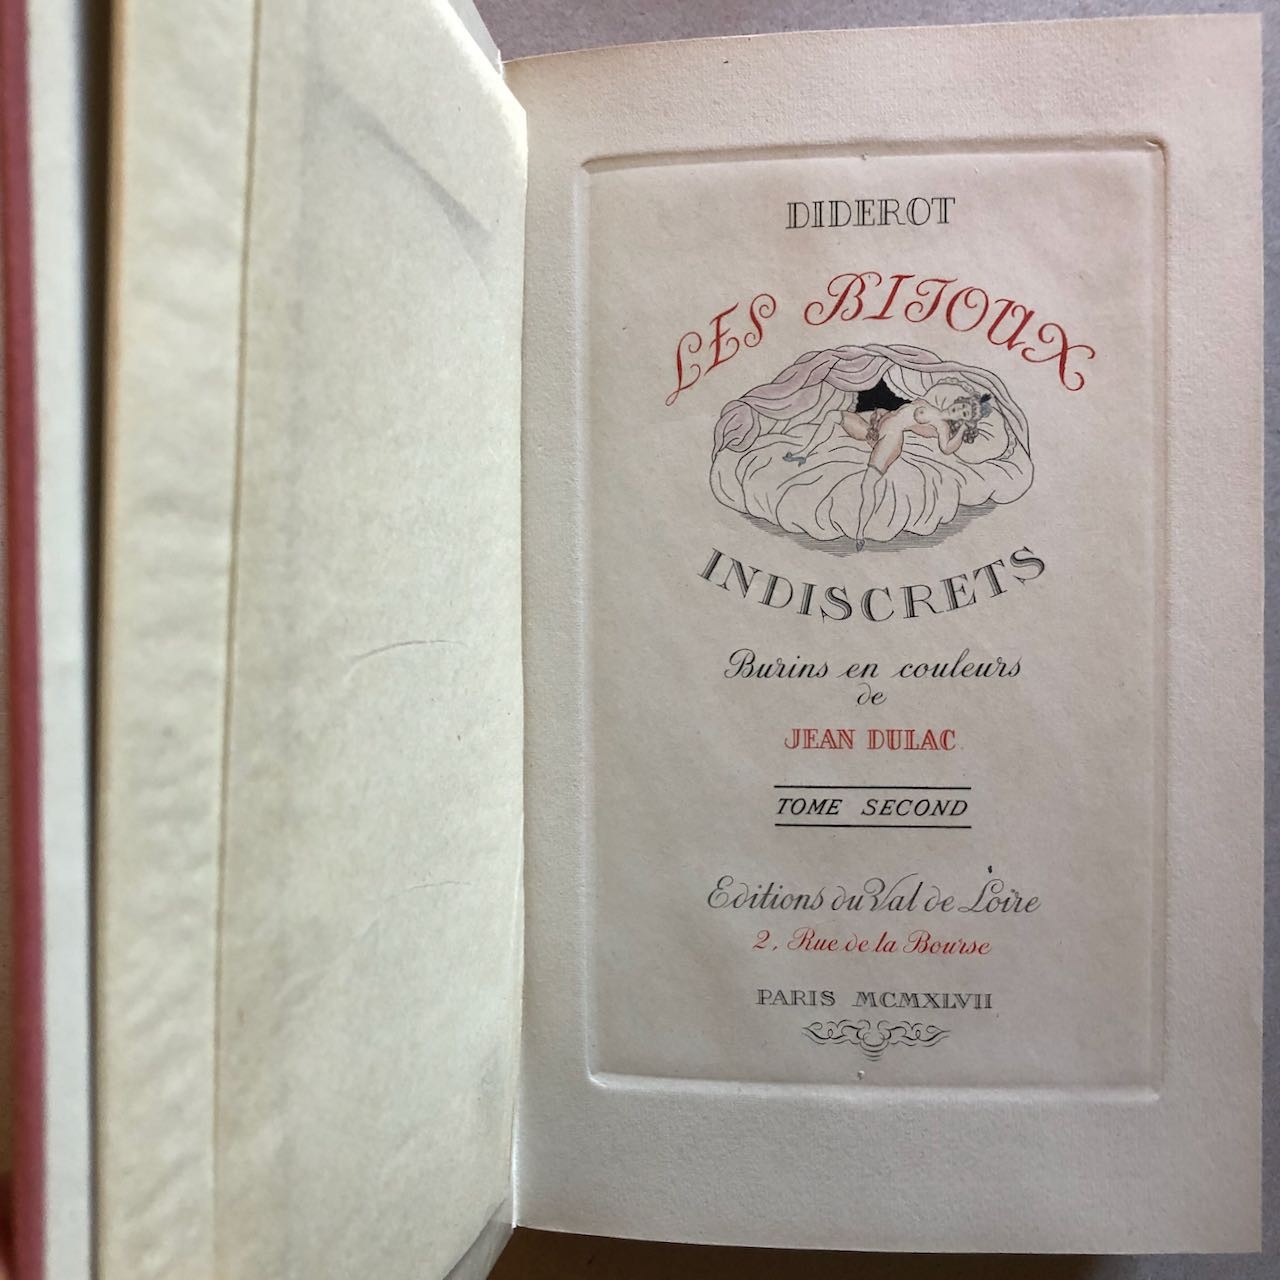 DIDEROT
LES BIJOUX
INDISCRETS
Burins en couleurs
de
JEAN DULAC
TOME SECOND
Editions du Val de Loire
2, Rue de la Bourse
PARIS MCMXLVII